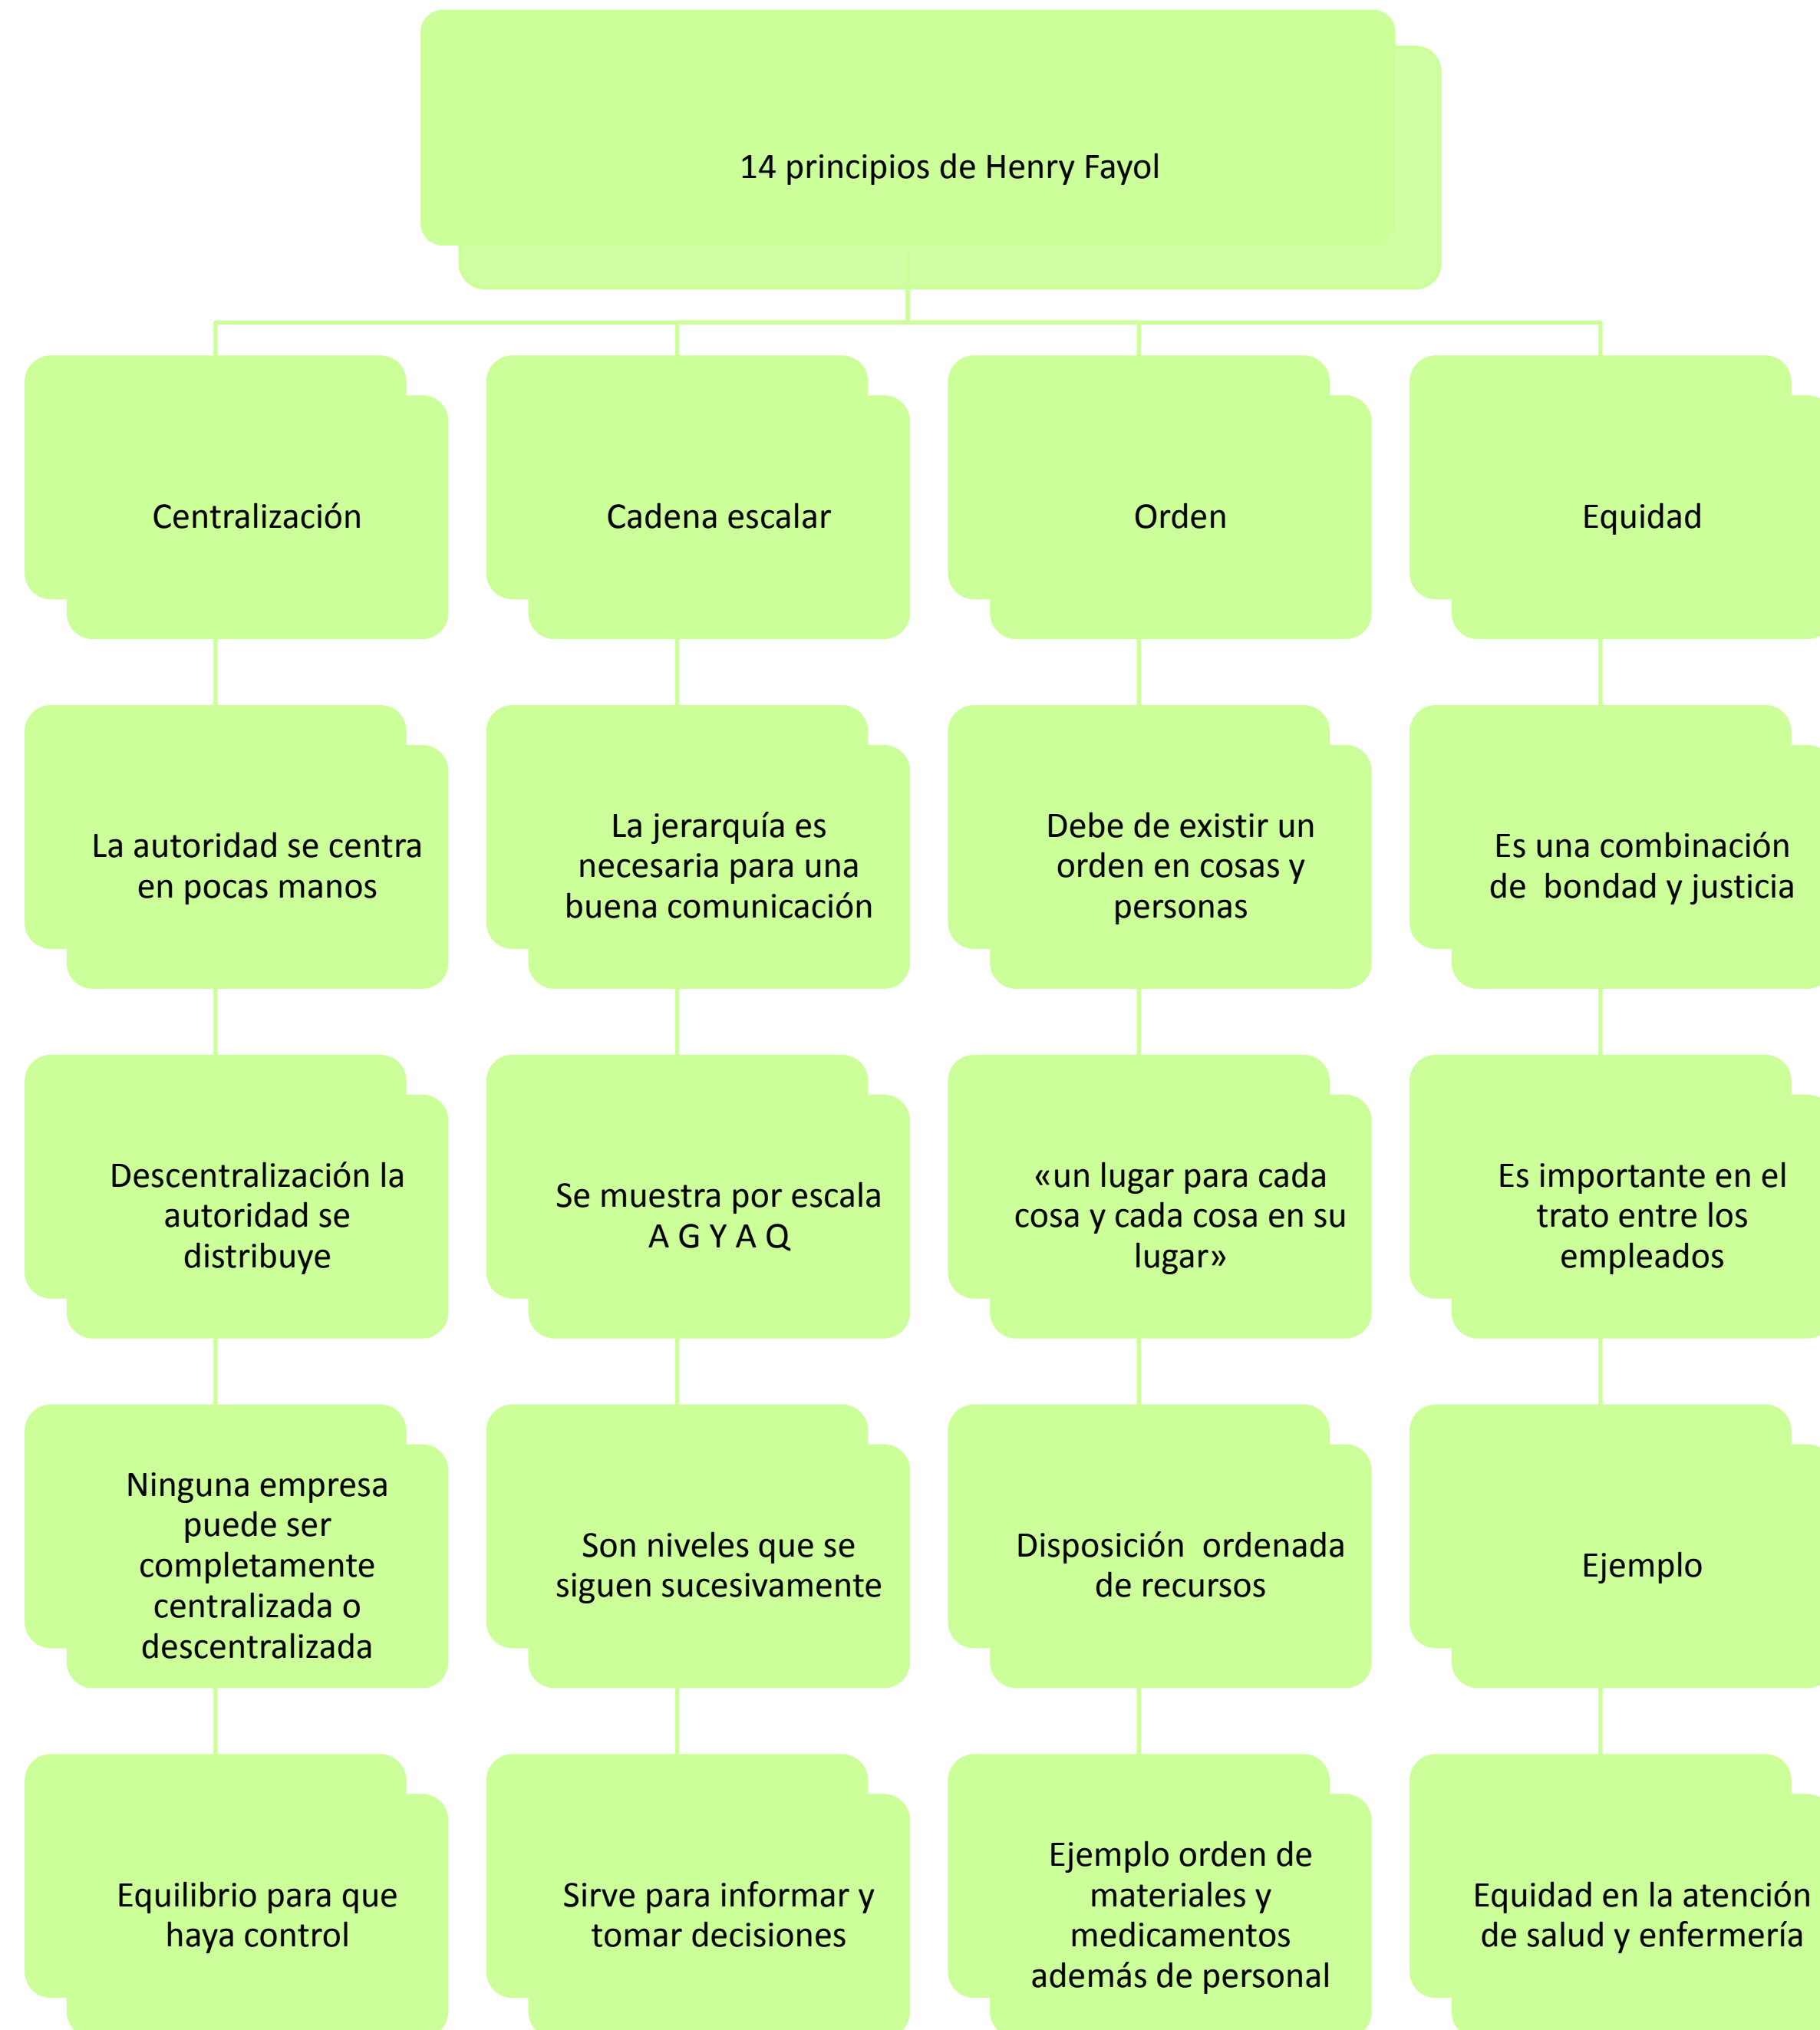 14 principios de Henry Fayol
Centralización
La autoridad se centra
en pocas manos
Descentralización la
autoridad se
distribuye
Ninguna empresa
puede ser
completamente
centralizada o
descentralizada
Equilibrio para que
haya control
Cadena escalar
La jerarquía es
necesaria para una
buena comunicación
Se muestra por escala
A G Y A Q
Son niveles que se
siguen sucesivamente
Sirve para informar y
tomar decisiones
Orden
Debe de existir un
orden en cosas y
personas
«un lugar para cada
cosa y cada cosa en su
lugar»
Disposición  ordenada
de recursos
Ejemplo orden de
materiales y
medicamentos
además de personal
Equidad
Es una combinación
de  bondad y justicia
Es importante en el
trato entre los
empleados
Ejemplo
Equidad en la atención
de salud y enfermería